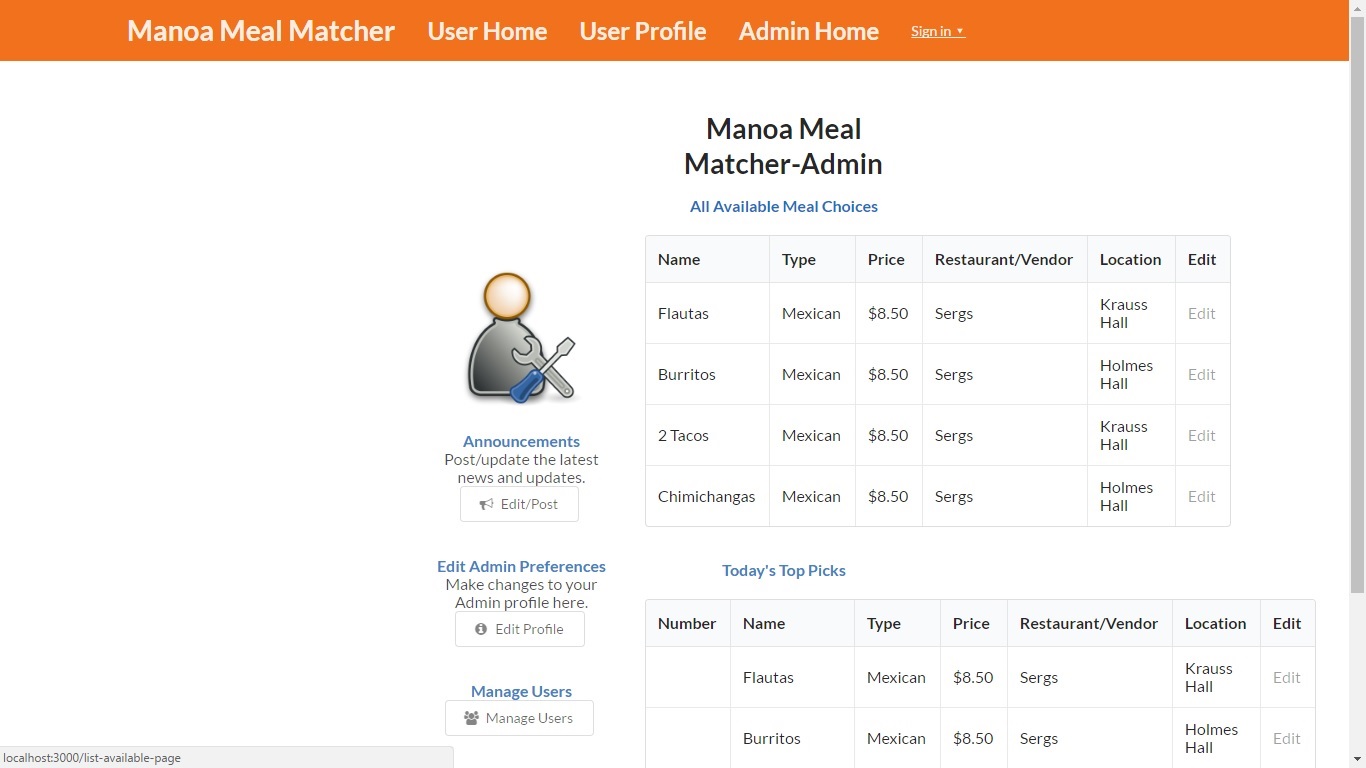 Manoa Meal Matcher User Home User Profile Admin Home Sign in
Manoa Meal
Matcher-Admin
All Available Meal Choices
Name Type Price Restaurant/Vendor Location Edit
Flautas Mexican $8.50 Sergs Krauss Hall Edit
Burritos Mexican $8.50 Sergs Holmes Hall Edit
2 Tacos Mexican $8.50 Sergs Krauss Hall Edit
Chimichangas Mexican $8.50 Sergs Holmes Hall Edit
Announcements
Post/update the latest
news and updates.
Edit/Post
Edit Admin Preferences
Make changes to your
Admin profile here.
Edit Profile
Manage Users
Manage Users
Today's Top Picks
Number Name Type Price Restaurant/Vendor Location Edit
Flautas Mexican $8.50 Sergs Krauss Hall Edit
Burritos Mexican $8.50 Sergs Holmes Hall Edit
localhost:3000/list-available-page